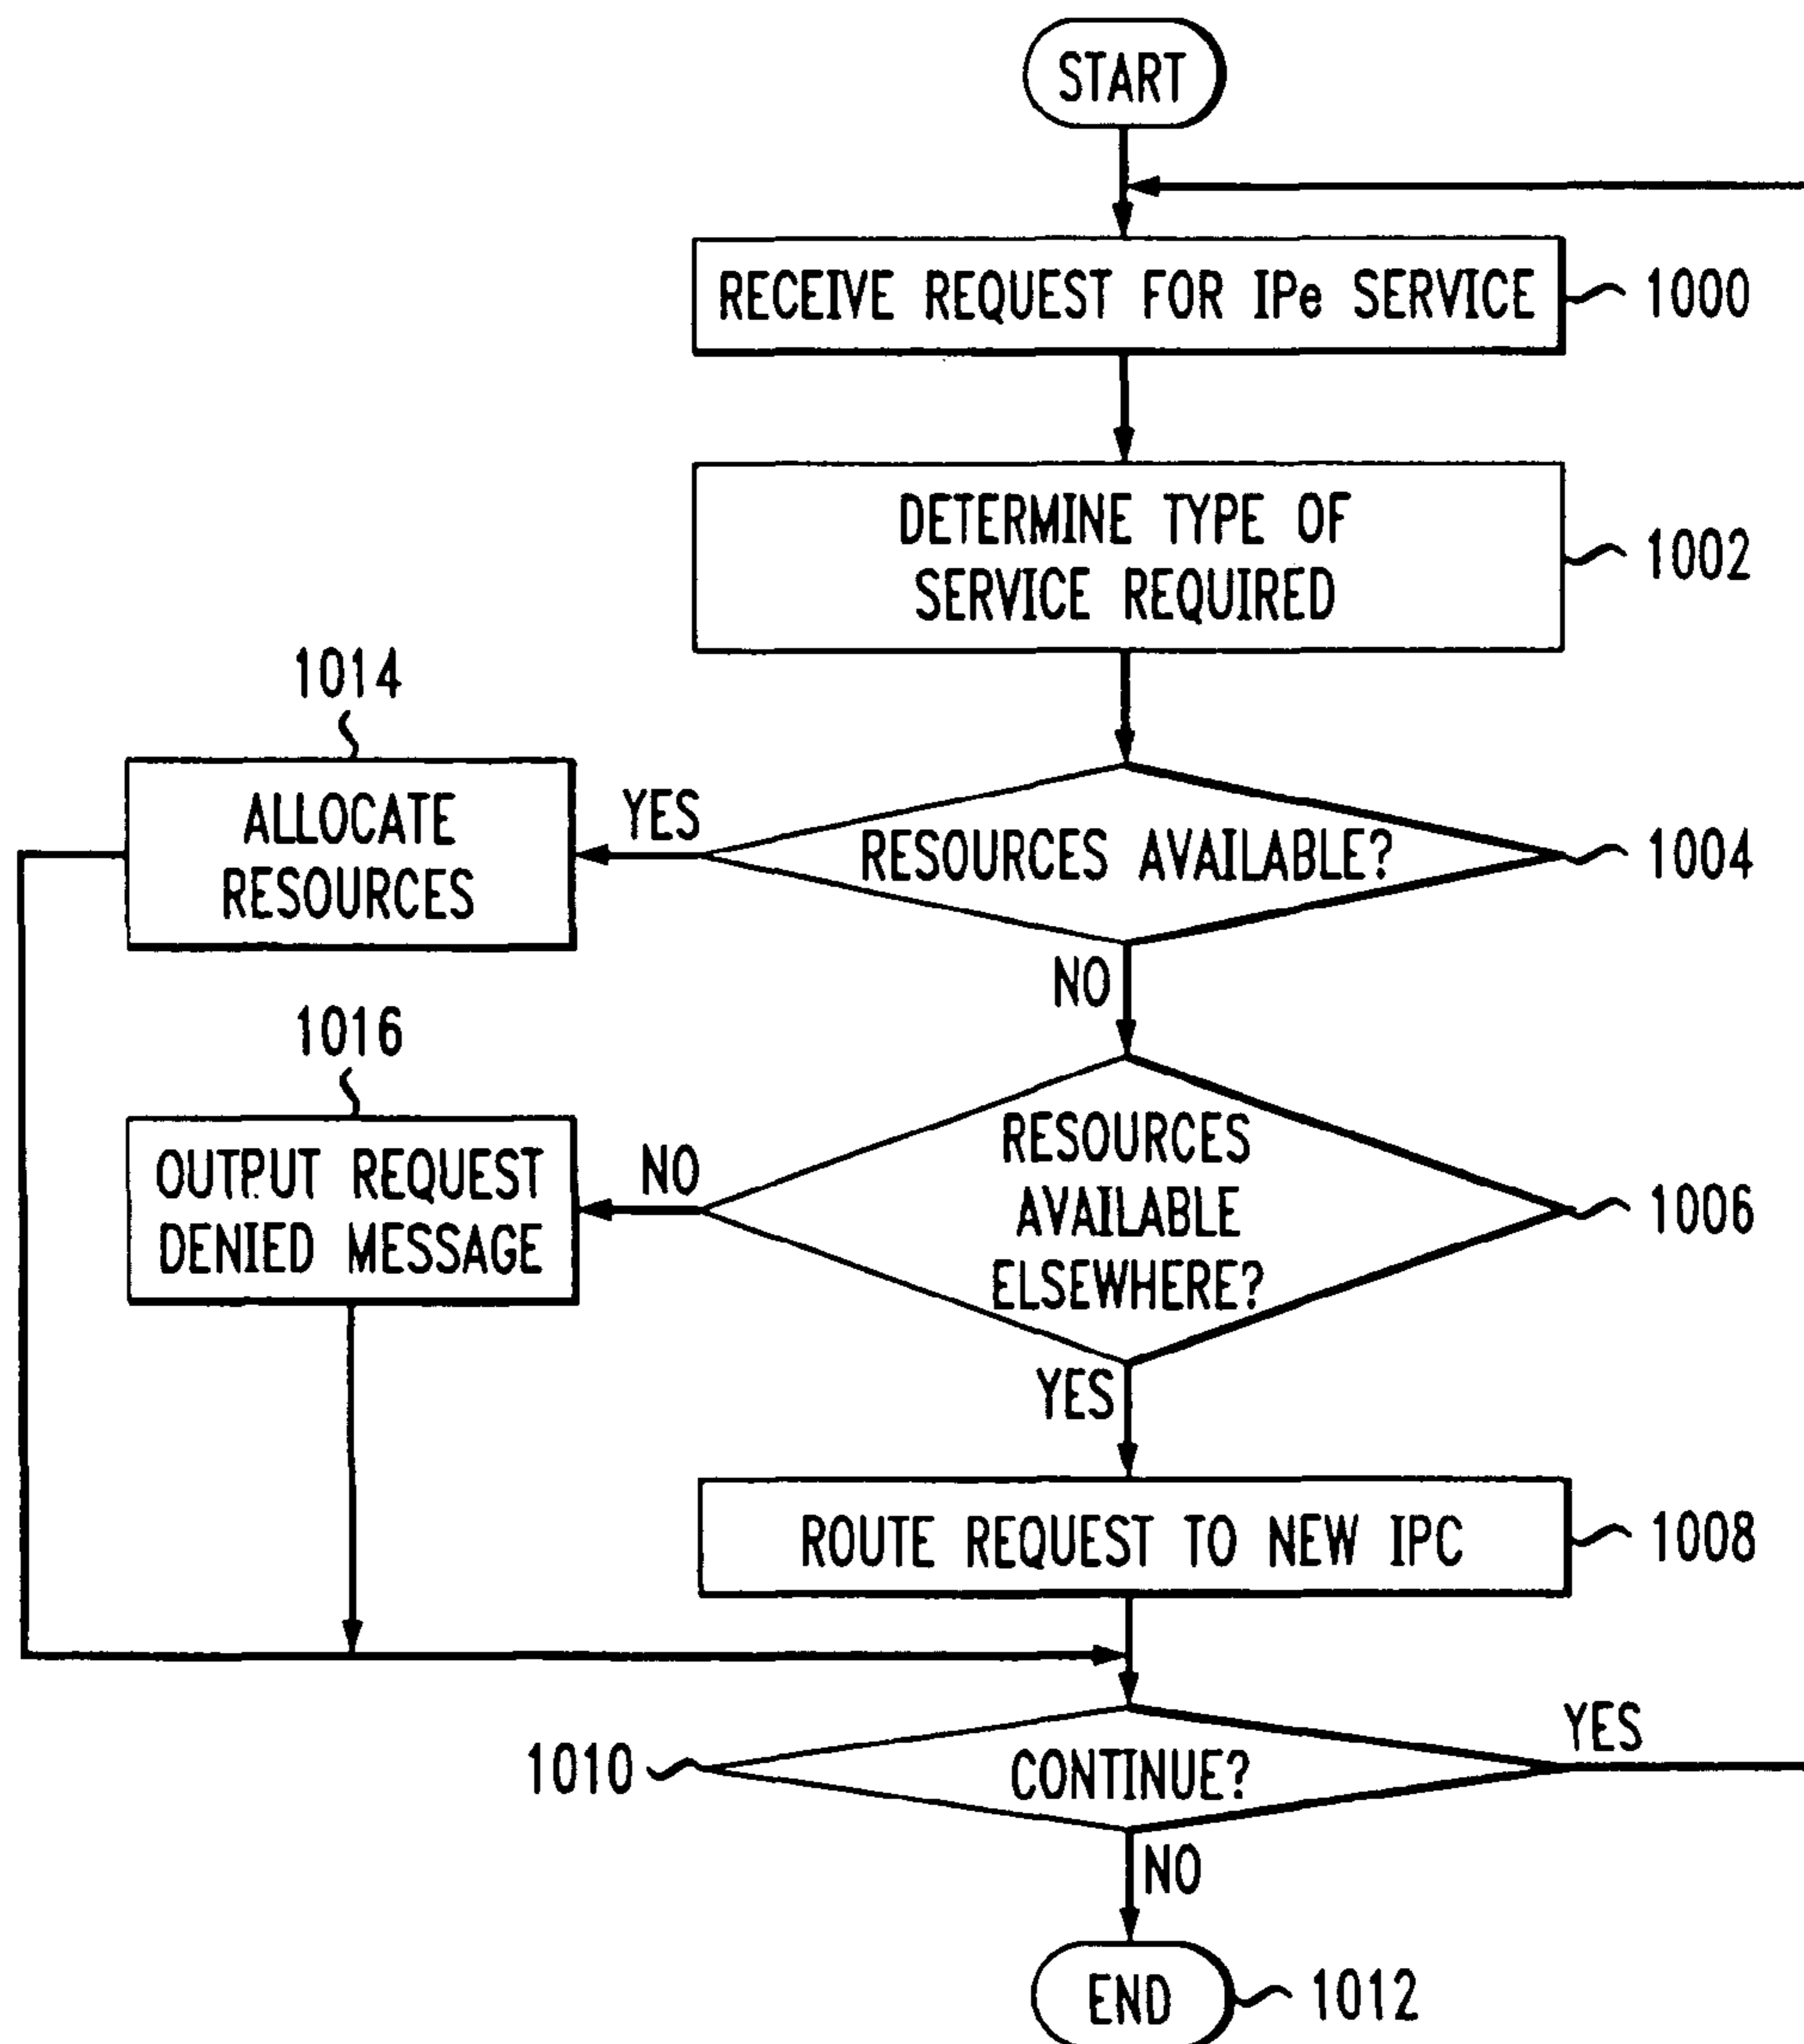 START
RECEIVE REQUEST FOR IPe SERVICE
1000
DETERMINE TYPE OF
SERVICE REQUIRED
1002
1014
ALLOCATE
RESOURCES
YES
RESOURCES AVAILABLE?
1004
NO
1016
OUTPUT REQUEST
DENIED MESSAGE
NO
RESOURCES
AVAILABLE
ELSEWHERE?
1006
YES
ROUTE REQUEST TO NEW IPC
1008
1010
CONTINUE?
YES
NO
END
1012